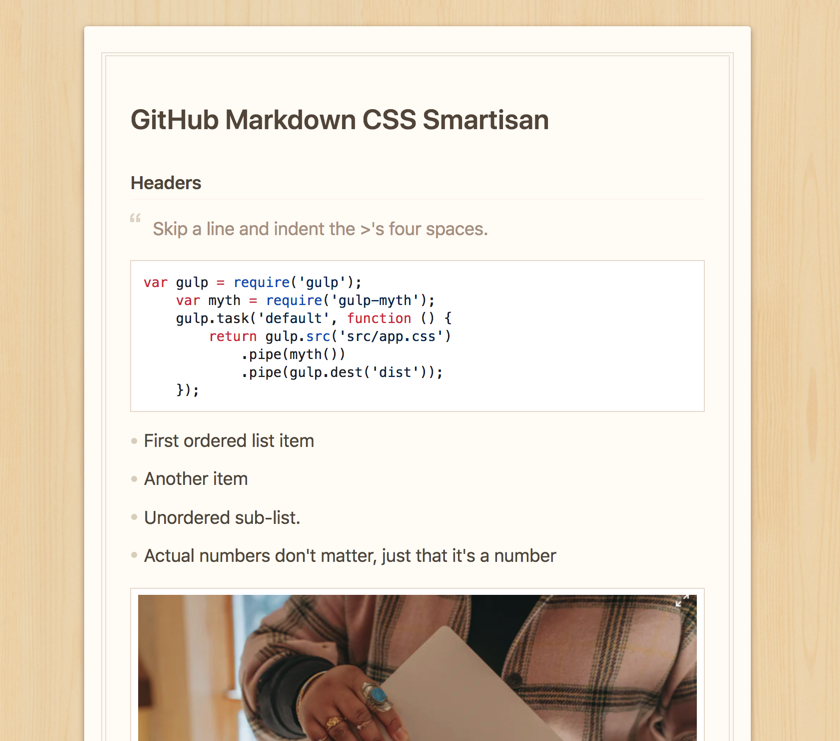 GitHub Markdown CSS Smartisan
Headers
“ Skip a line and indent the >'s four spaces.
var gulp = require('gulp');
    var myth = require('gulp-myth');
    gulp.task('default', function () {
        return gulp.src('src/app.css')
            .pipe(myth())
            .pipe(gulp.dest('dist'));
    });
• First ordered list item
• Another item
• Unordered sub-list.
• Actual numbers don't matter, just that it's a number